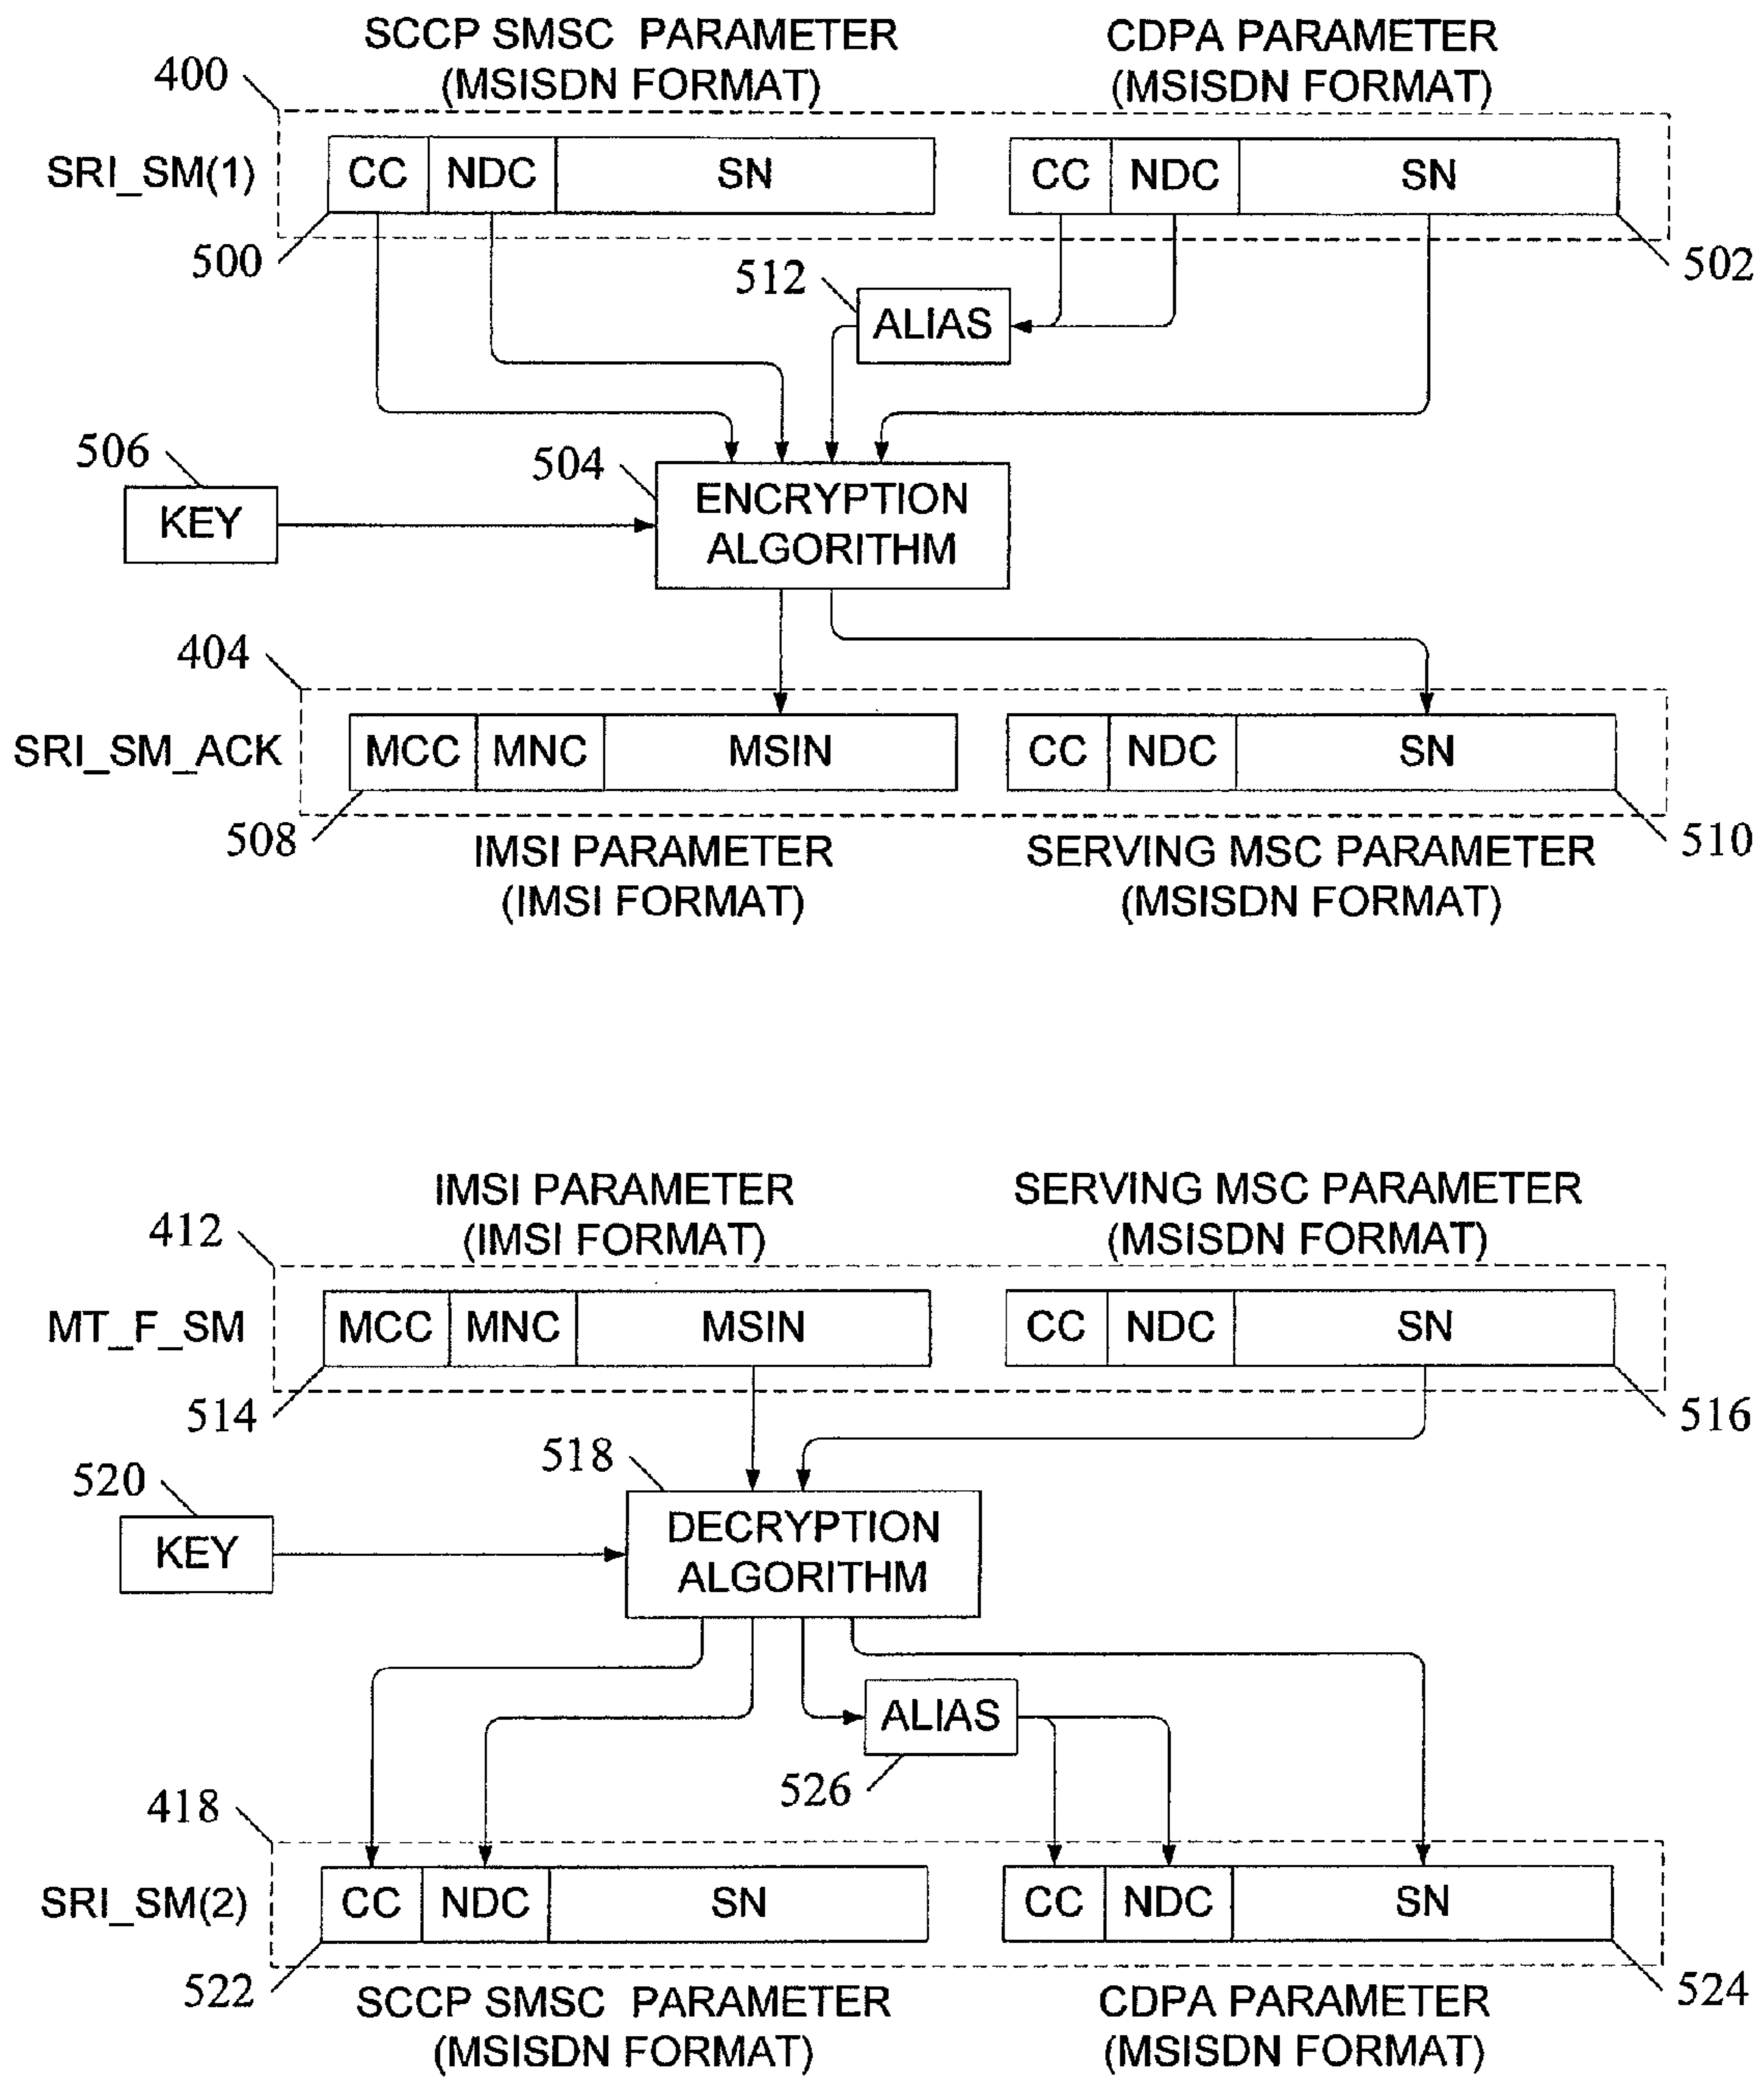 SCCP SMSC PARAMETER
(MSISDN FORMAT)
CDPA PARAMETER
(MSISDN FORMAT)
400
SRI_SM(1)
CC NDC SN
CC NDC SN
500
502
512
ALIAS
506
KEY
504
ENCRYPTION
ALGORITHM
404
SRI_SM_ACK
MCC MNC MSIN
CC NDC SN
508
510
IMSI PARAMETER
(IMSI FORMAT)
SERVING MSC PARAMETER
(MSISDN FORMAT)
IMSI PARAMETER
(IMSI FORMAT)
SERVING MSC PARAMETER
(MSISDN FORMAT)
412
MT_F_SM
MCC MNC MSIN
CC NDC SN
514
516
518
520
KEY
DECRYPTION
ALGORITHM
ALIAS
526
418
SRI_SM(2)
CC NDC SN
CC NDC SN
522
524
SCCP SMSC PARAMETER
(MSISDN FORMAT)
CDPA PARAMETER
(MSISDN FORMAT)